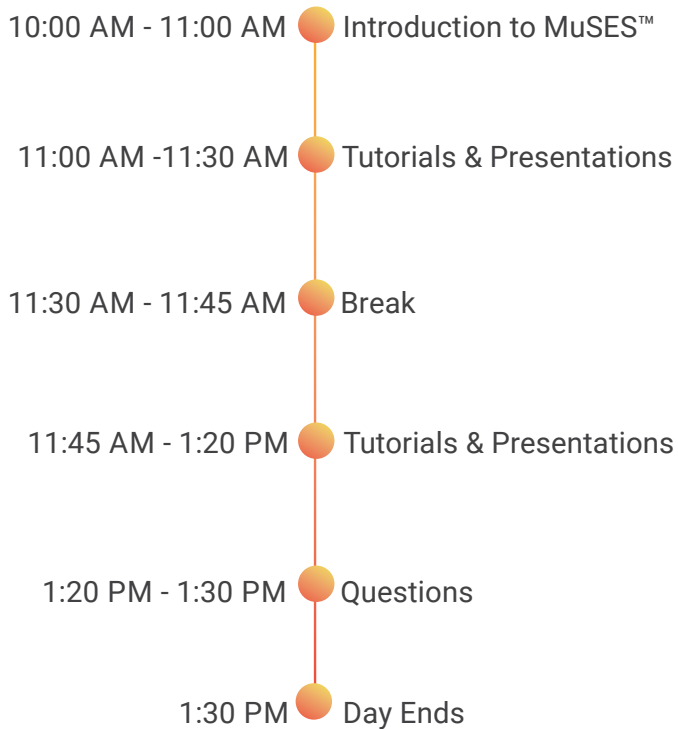 10:00 AM - 11:00 AM Introduction to MuSES™
11:00 AM -11:30 AM Tutorials & Presentations
11:30 AM - 11:45 AM Break
11:45 AM - 1:20 PM Tutorials & Presentations
1:20 PM - 1:30 PM Questions
1:30 PM Day Ends